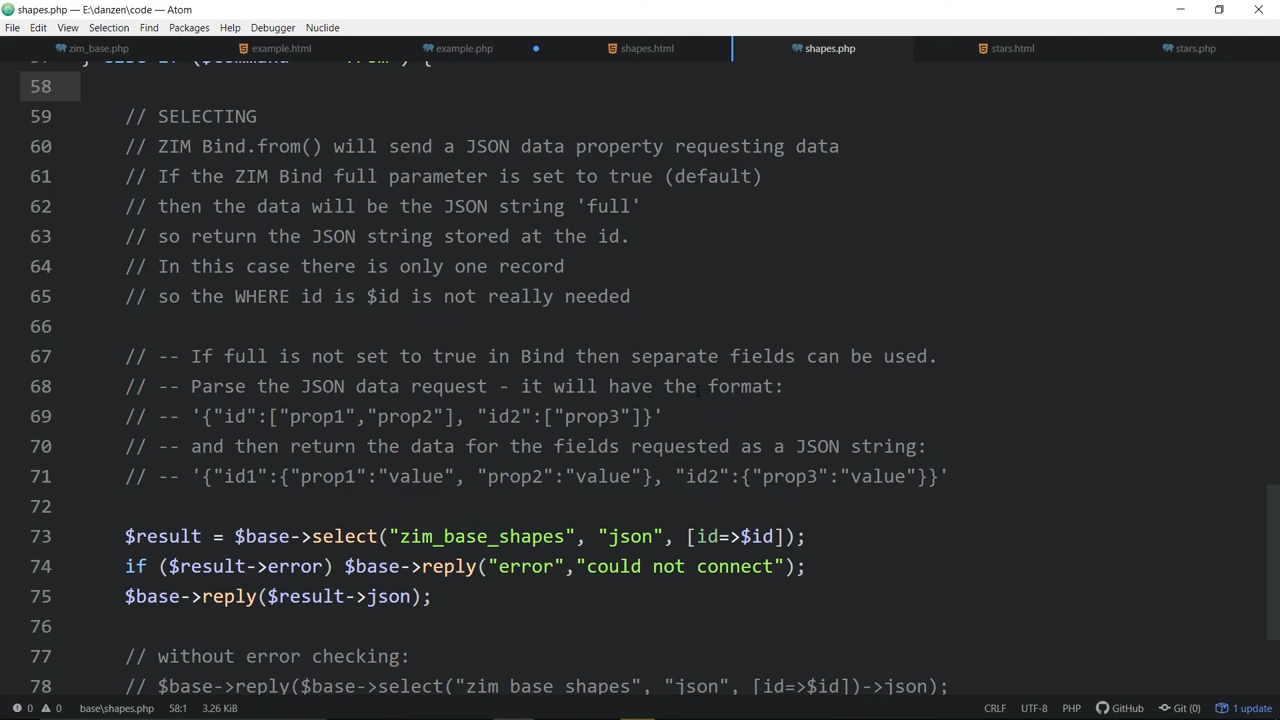 shapes.php — E:\danzen\code — Atom
File Edit View Selection Find Packages Help Debugger Nuclide
zim_base.php example.html example.php shapes.html shapes.php stars.html stars.php
58
59 // SELECTING
60 // ZIM Bind.from() will send a JSON data property requesting data
61 // If the ZIM Bind full parameter is set to true (default)
62 // then the data will be the JSON string 'full'
63 // so return the JSON string stored at the id.
64 // In this case there is only one record
65 // so the WHERE id is $id is not really needed
66
67 // -- If full is not set to true in Bind then separate fields can be used.
68 // -- Parse the JSON data request - it will have the format:
69 // -- '{"id":["prop1","prop2"], "id2":["prop3"]}'
70 // -- and then return the data for the fields requested as a JSON string:
71 // -- '{"id1":{"prop1":"value", "prop2":"value"}, "id2":{"prop3":"value"}}'
72
73 $result = $base->select("zim_base_shapes", "json", [id=>$id]);
74 if ($result->error) $base->reply("error","could not connect");
75 $base->reply($result->json);
76
77 // without error checking:
78 // $base->reply($base->select("zim_base_shapes", "json", [id=>$id])->json);
0 0 base\shapes.php 58:1 3.26 KiB CRLF UTF-8 PHP GitHub Git (0) 1 update